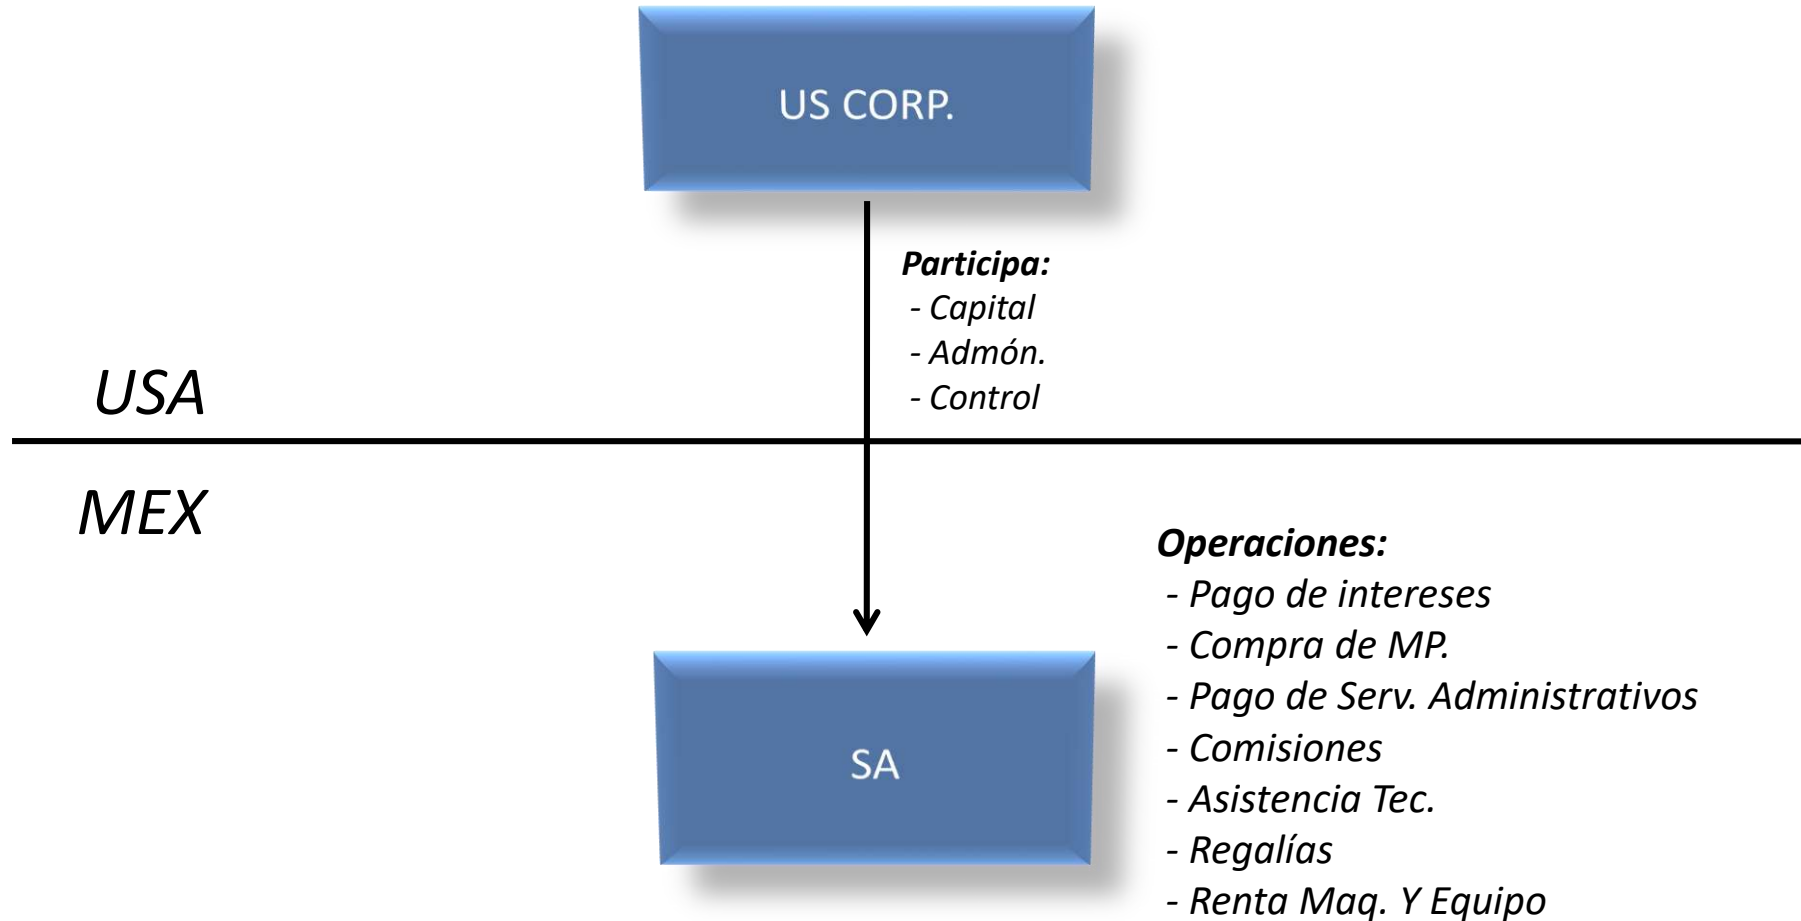 US CORP.
Participa:
- Capital
- Admón.
- Control
USA
MEX
Operaciones:
- Pago de intereses
- Compra de MP.
- Pago de Serv. Administrativos
- Comisiones
- Asistencia Tec.
- Regalías
- Renta Maq. Y Equipo
SA